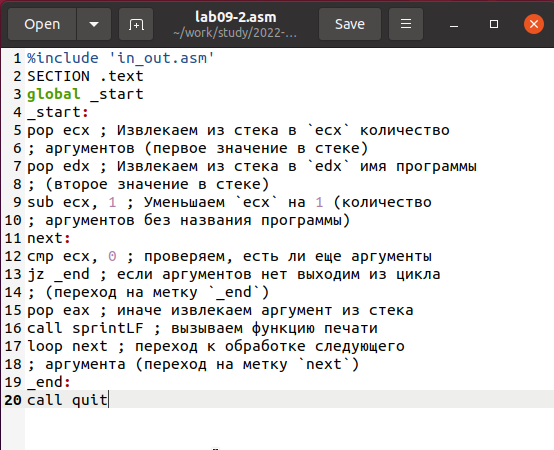 Open
lab09-2.asm
~/work/study/2022-...
Save
1 %include 'in_out.asm'
2 SECTION .text
3 global _start
4 _start:
5 pop ecx ; Извлекаем из стека в `ecx` количество
6 ; аргументов (первое значение в стеке)
7 pop edx ; Извлекаем из стека в `edx` имя программы
8 ; (второе значение в стеке)
9 sub ecx, 1 ; Уменьшаем `ecx` на 1 (количество
10 ; аргументов без названия программы)
11 next:
12 cmp ecx, 0 ; проверяем, есть ли еще аргументы
13 jz _end ; если аргументов нет выходим из цикла
14 ; (переход на метку `_end`)
15 pop eax ; иначе извлекаем аргумент из стека
16 call sprintLF ; вызываем функцию печати
17 loop next ; переход к обработке следующего
18 ; аргумента (переход на метку `next`)
19 _end:
20 call quit